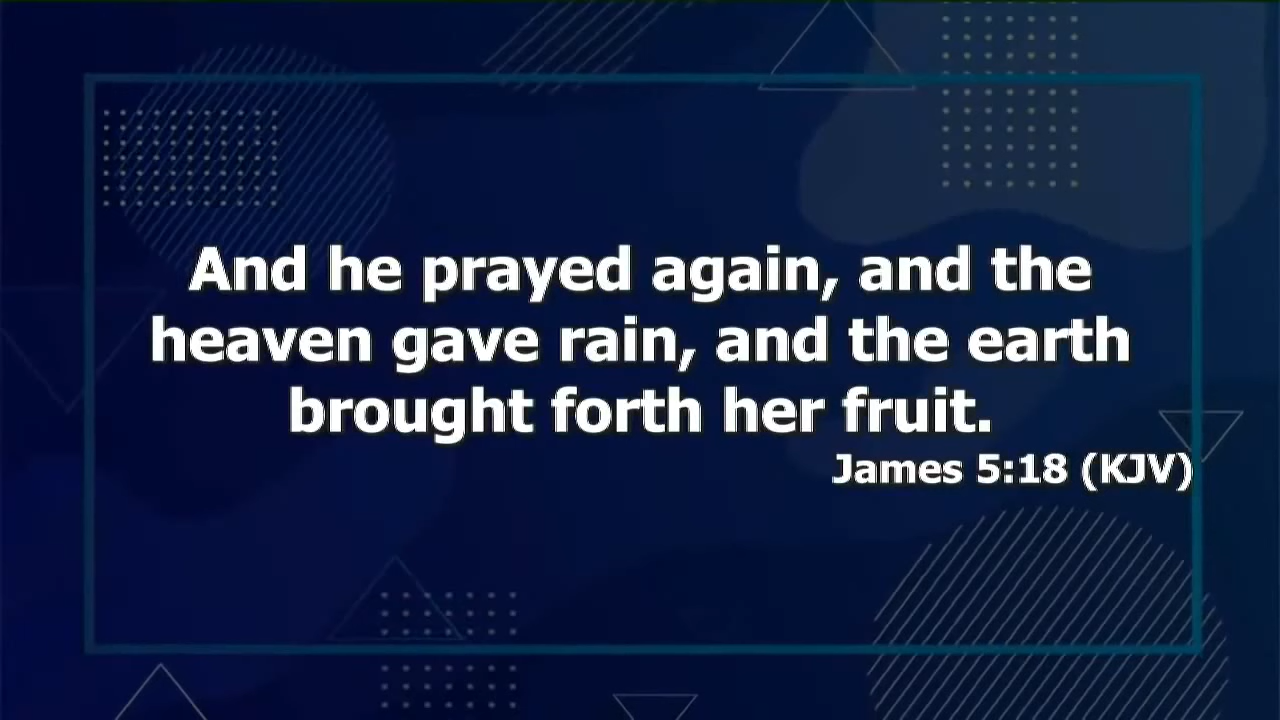 And he prayed again, and the
heaven gave rain, and the earth
brought forth her fruit.
James 5:18 (KJV)